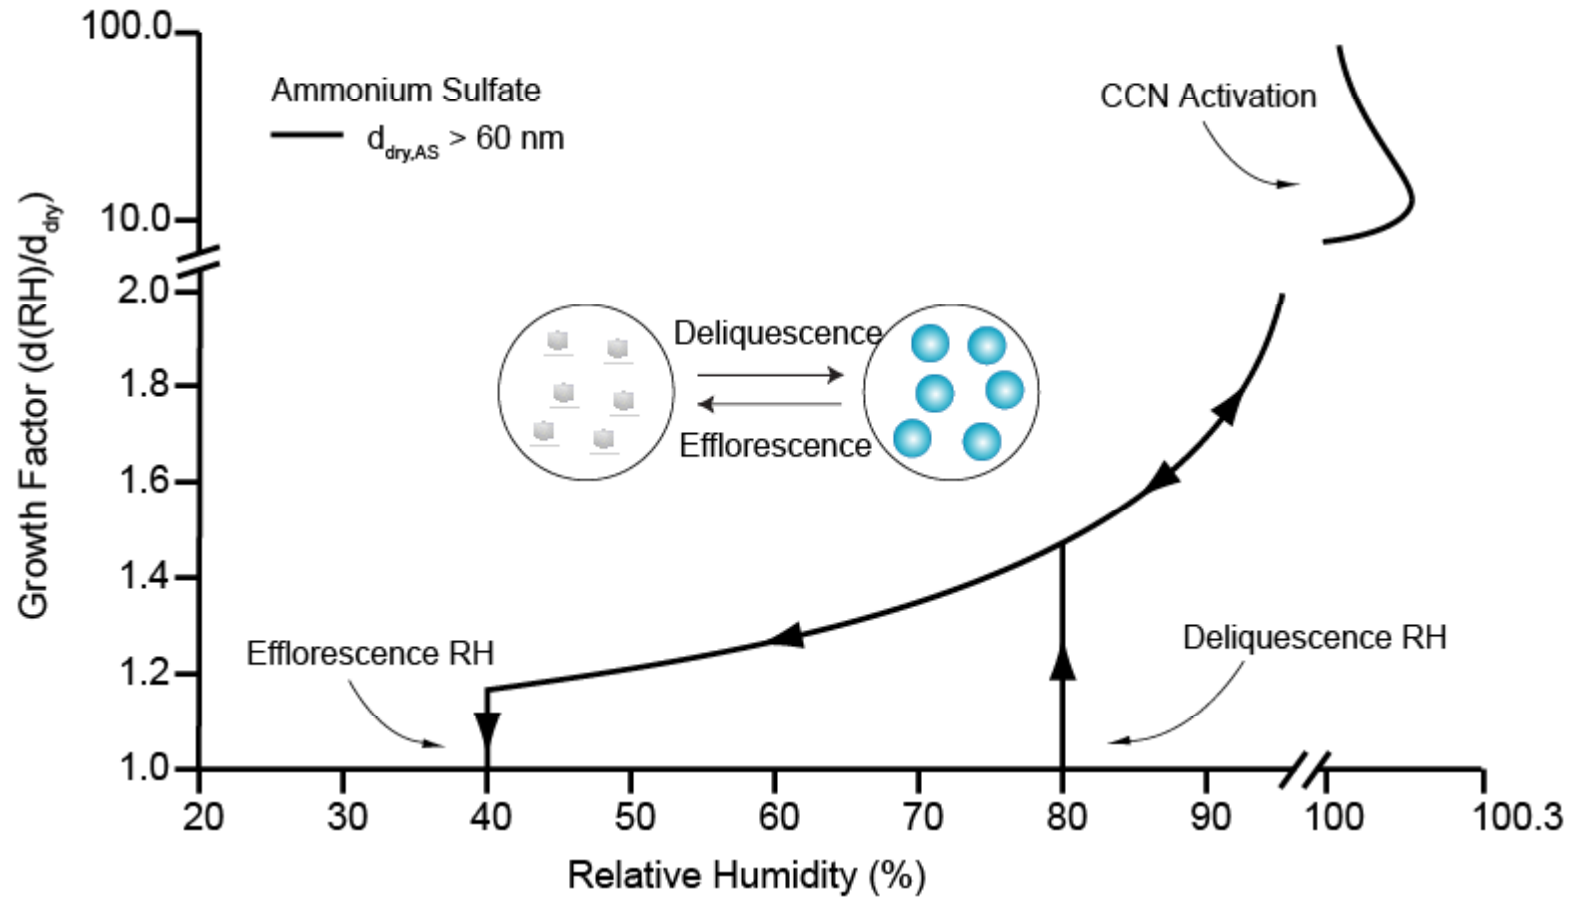 100.0
Ammonium Sulfate
d_dry,AS > 60 nm
CCN Activation
10.0
Growth Factor (d(RH)/d_dry)
2.0
Deliquescence
1.8
Efflorescence
1.6
1.4
Efflorescence RH
Deliquescence RH
1.2
1.0
20 30 40 50 60 70 80 90 100 100.3
Relative Humidity (%)